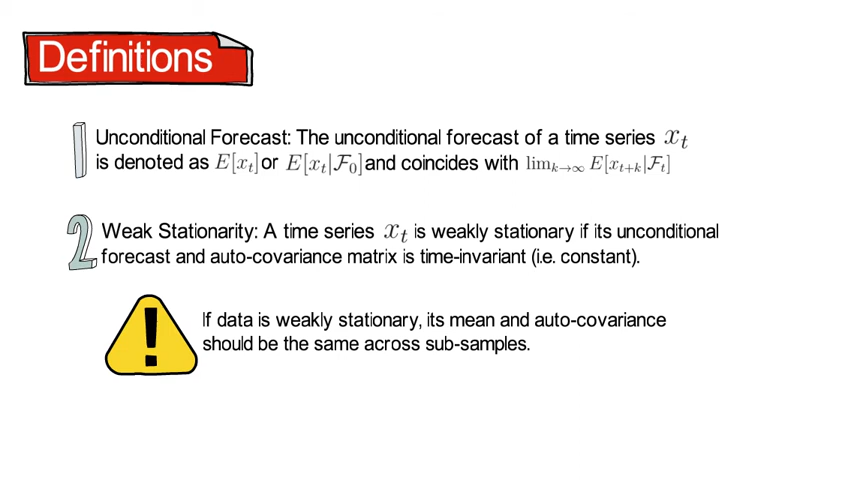 Definitions
1 Unconditional Forecast: The unconditional forecast of a time series $x_t$
is denoted as $E[x_t]$ or $E[x_t|\mathcal{F}_0]$ and coincides with $\lim_{k\to\infty} E[x_{t+k}|\mathcal{F}_t]$
2 Weak Stationarity: A time series $x_t$ is weakly stationary if its unconditional
forecast and auto-covariance matrix is time-invariant (i.e. constant).
! If data is weakly stationary, its mean and auto-covariance
should be the same across sub-samples.